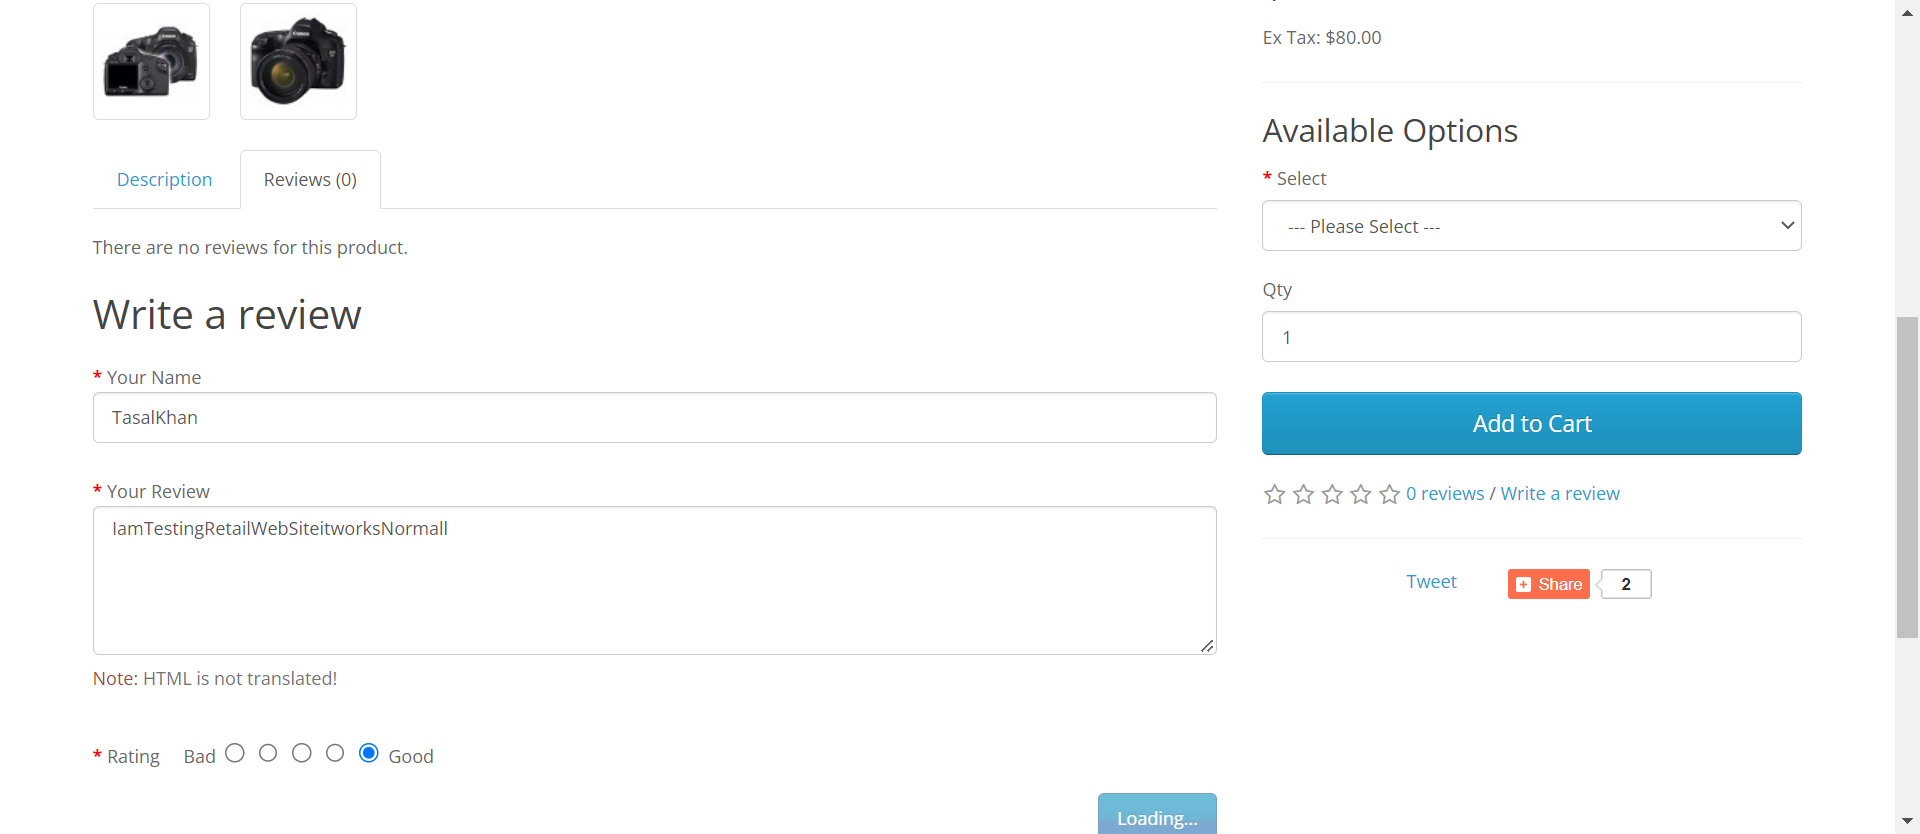 Ex Tax: $80.00
Description
Reviews (0)
There are no reviews for this product.
Write a review
* Your Name
TasalKhan
* Your Review
IamTestingRetailWebSiteitworksNormall
Note: HTML is not translated!
* Rating Bad Good
Loading...
Available Options
* Select
--- Please Select ---
Qty
1
Add to Cart
0 reviews / Write a review
Tweet
Share
2